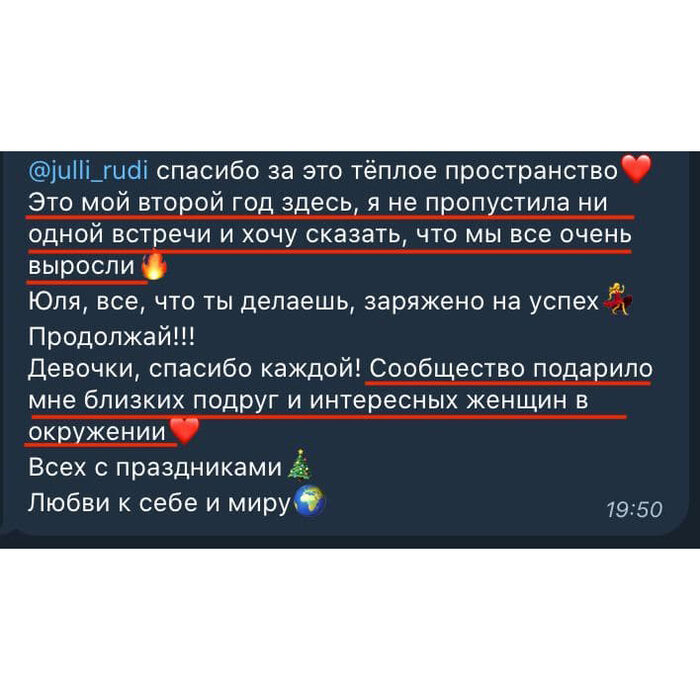 @julli_rudi спасибо за это тёплое пространство❤️
Это мой второй год здесь, я не пропустила ни
одной встречи и хочу сказать, что мы все очень
выросли🔥
Юля, все, что ты делаешь, заряжено на успех💃
Продолжай!!!
Девочки, спасибо каждой! Сообщество подарило
мне близких подруг и интересных женщин в
окружении❤️
Всех с праздниками🎄
Любви к себе и миру🌍
19:50